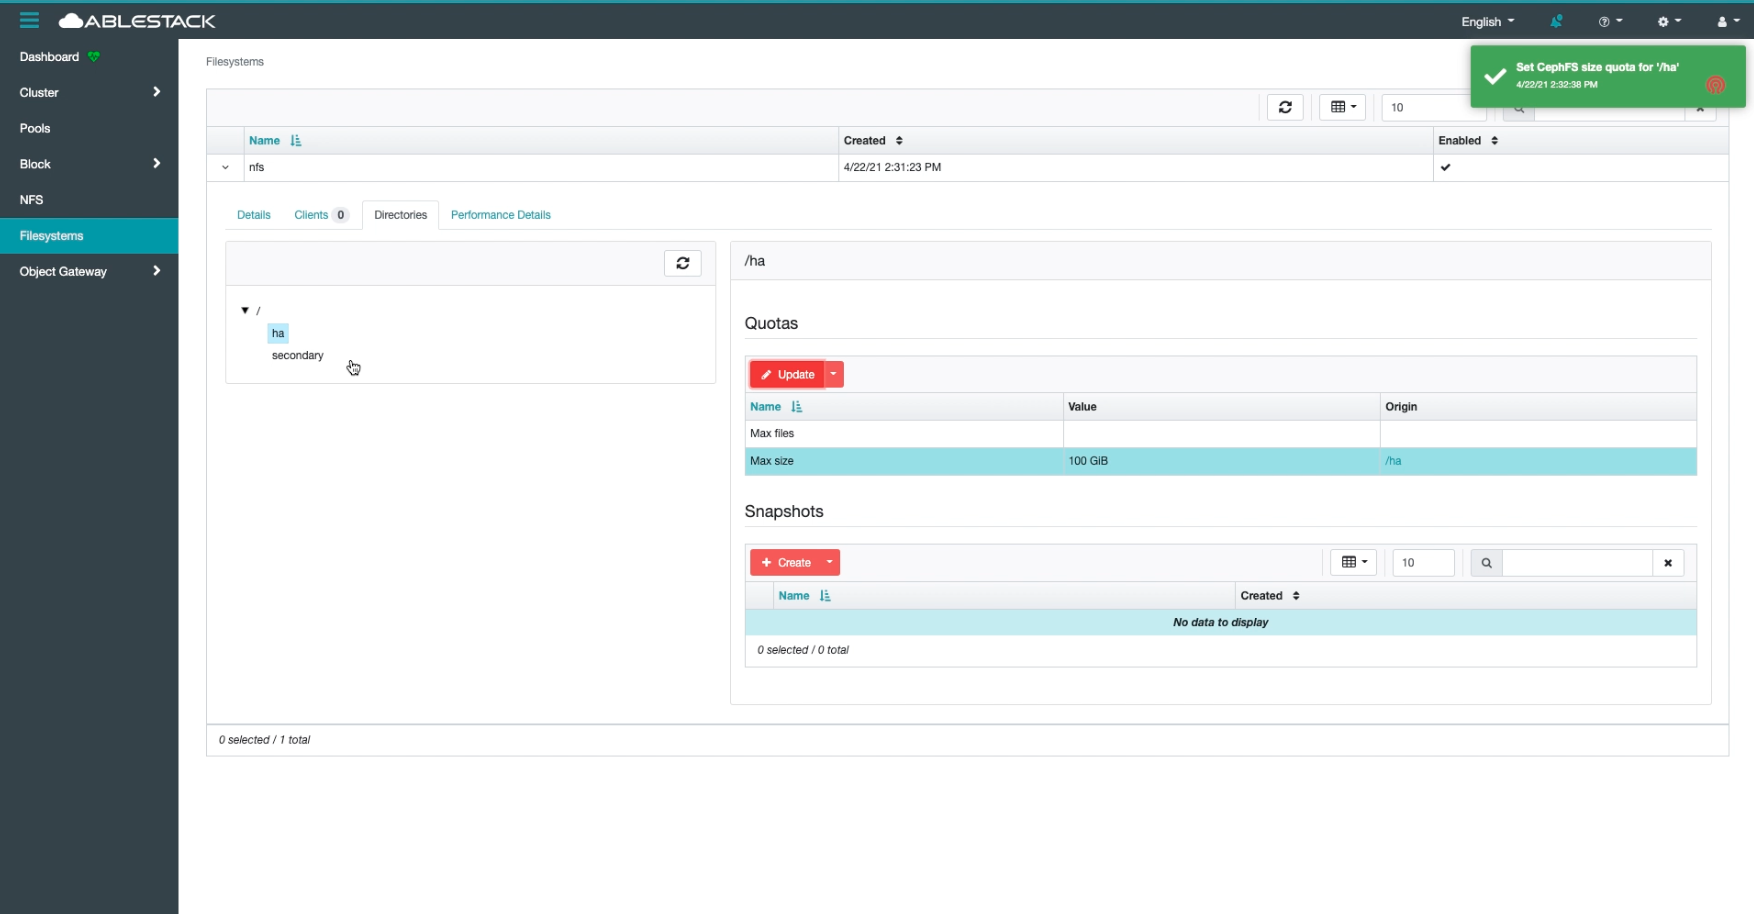 ABLESTACK
English
Dashboard
Cluster
Pools
Block
NFS
Filesystems
Object Gateway
Filesystems
Set CephFS size quota for '/ha'
4/22/21 2:32:38 PM
10
Name Created Enabled
nfs 4/22/21 2:31:23 PM
Details Clients 0 Directories Performance Details
/
ha
secondary
/ha
Quotas
Update
Name Value Origin
Max files
Max size 100 GiB /ha
Snapshots
Create 10
Name Created
No data to display
0 selected / 0 total
0 selected / 1 total